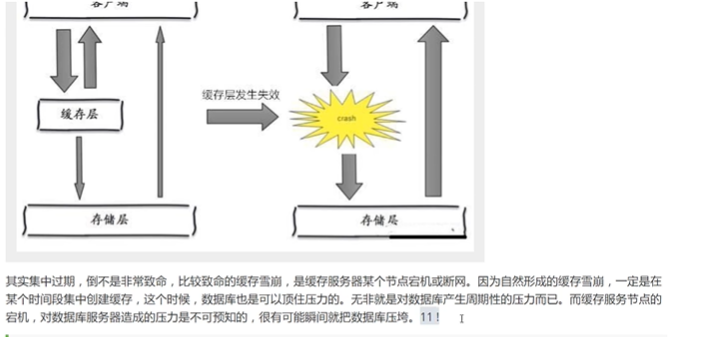 客户端
客户端
缓存层发生失效
缓存层
crash
存储层
存储层
其实集中过期，倒不是非常致命，比较致命的缓存雪崩，是缓存服务器某个节点宕机或断网。因为自然形成的缓存雪崩，一定是在
某个时间段集中创建缓存，这个时候，数据库也是可以顶住压力的。无非就是对数据库产生周期性的压力而已。而缓存服务节点的
宕机，对数据库服务器造成的压力是不可预知的，很有可能瞬间就把数据库压垮。11！